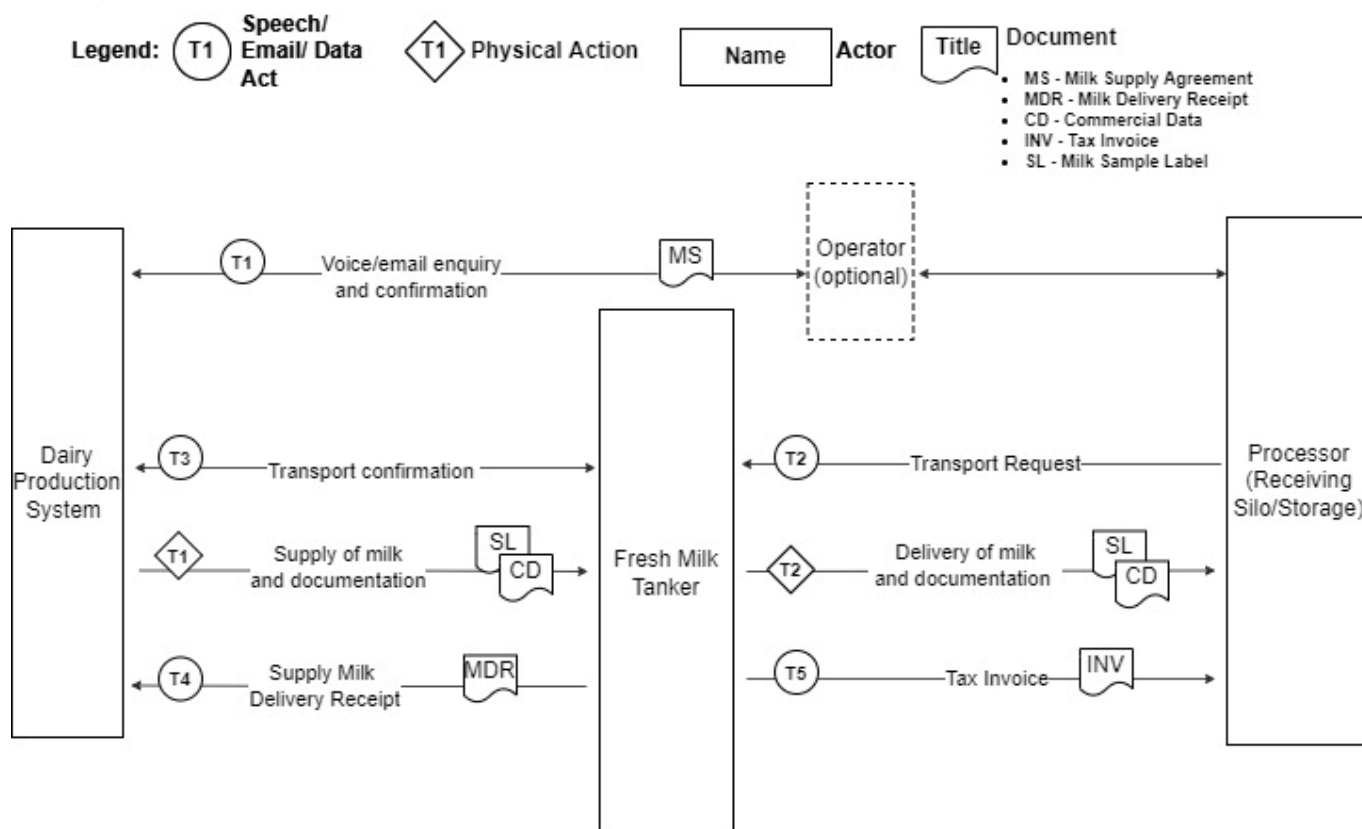 Legend:
T1
Speech/
Email/ Data
Act
T1
Physical Action
Name
Actor
Title
Document
• MS - Milk Supply Agreement
• MDR - Milk Delivery Receipt
• CD - Commercial Data
• INV - Tax Invoice
• SL - Milk Sample Label
T1
Voice/email enquiry
and confirmation
MS
Operator
(optional)
Dairy
Production
System
T3
Transport confirmation
T2
Transport Request
Processor
(Receiving
Silo/Storage)
T1
Supply of milk
and documentation
SL
CD
Fresh Milk
Tanker
T2
Delivery of milk
and documentation
SL
CD
T4
Supply Milk
Delivery Receipt
MDR
T5
Tax Invoice
INV